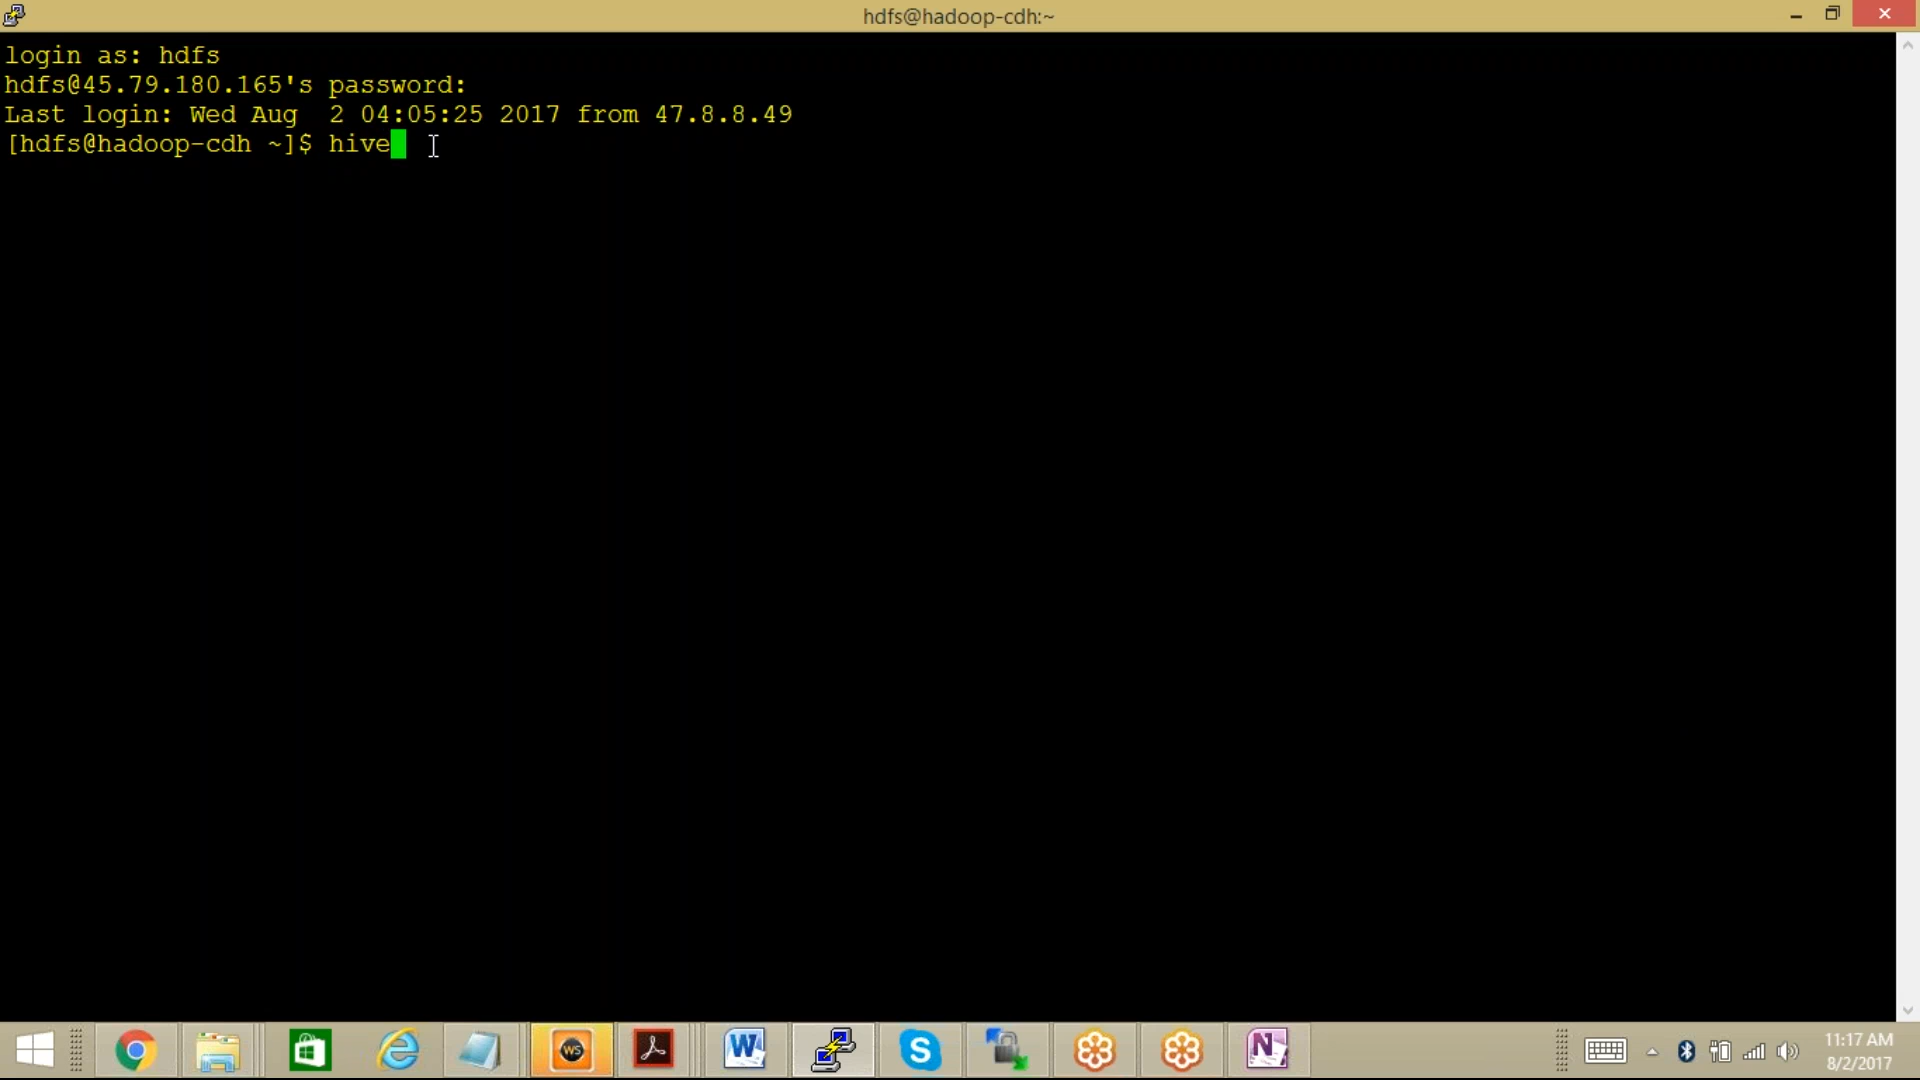 hdfs@hadoop-cdh:~
login as: hdfs
hdfs@45.79.180.165's password:
Last login: Wed Aug  2 04:05:25 2017 from 47.8.8.49
[hdfs@hadoop-cdh ~]$ hive
WS
W
S
N
11:17 AM
8/2/2017